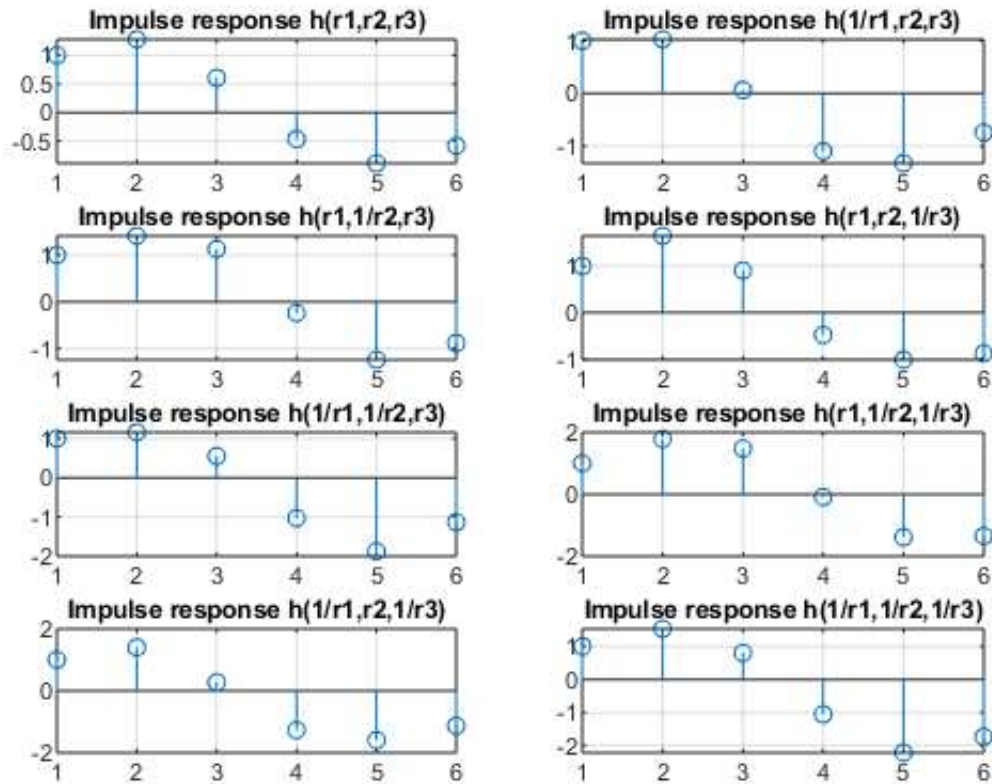 Impulse response h(r1,r2,r3)
1
0.5
0
-0.5
1 2 3 4 5 6
Impulse response h(1/r1,r2,r3)
1
0
-1
1 2 3 4 5 6
Impulse response h(r1,1/r2,r3)
1
0
-1
1 2 3 4 5 6
Impulse response h(r1,r2,1/r3)
1
0
-1
1 2 3 4 5 6
Impulse response h(1/r1,1/r2,r3)
1
0
-1
-2
1 2 3 4 5 6
Impulse response h(r1,1/r2,1/r3)
2
0
-2
1 2 3 4 5 6
Impulse response h(1/r1,r2,1/r3)
2
0
-2
1 2 3 4 5 6
Impulse response h(1/r1,1/r2,1/r3)
1
0
-1
-2
1 2 3 4 5 6